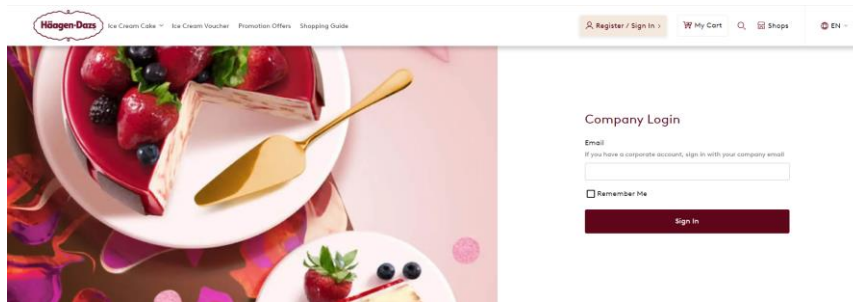 Häagen-Dazs Ice Cream Cake Ice Cream Voucher Promotion Offers Shopping Guide Register / Sign In > My Cart Shops EN
Company Login
Email
If you have a corporate account, sign in with your company email
Remember Me
Sign In